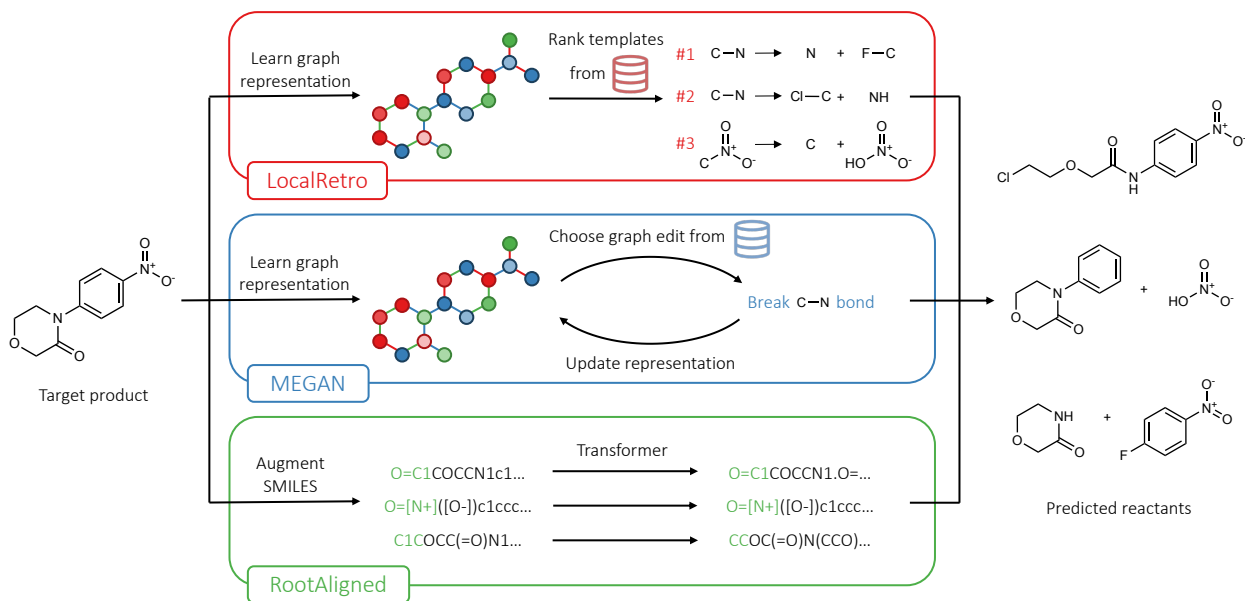 Learn graph
representation
Rank templates
from
#1 C N N + F C
#2 C N Cl C + NH
#3 C O N+ O- C + HO O N+ O-
LocalRetro
Learn graph
representation
Choose graph edit from
Break C N bond
Update representation
MEGAN
O N+ O- N O O
Target product
Augment
SMILES
Transformer
O=C1COCCN1c1...
O=[N+]([O-])c1ccc...
C1COCC(=O)N1...
O=C1COCCN1.O=...
O=[N+]([O-])c1ccc...
CCOC(=O)N(CCO)...
RootAligned
Cl O O N H O N+ O-
O N O + HO O N+ O-
O NH O + F O- N+ O
Predicted reactants